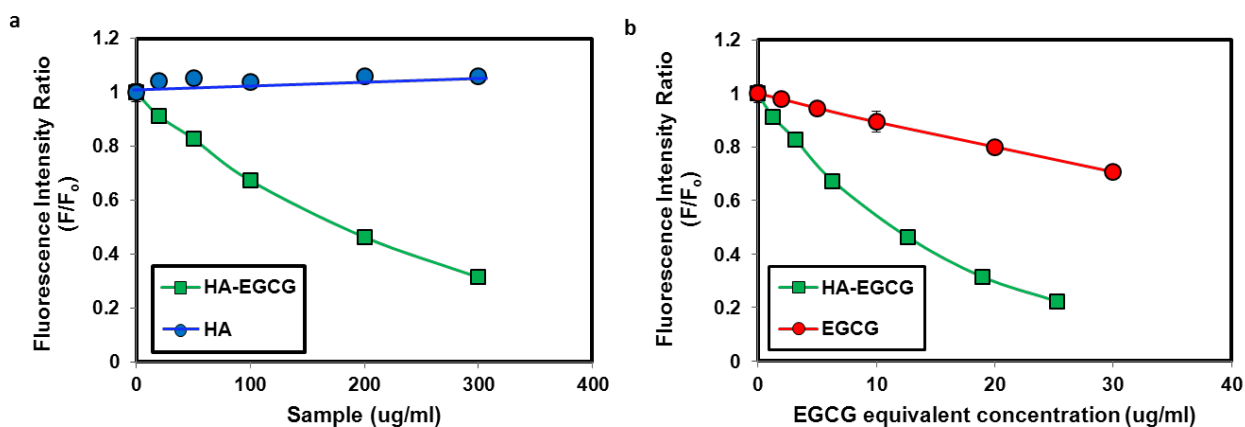 a
Fluorescence Intensity Ratio
(F/Fo)
1.2
1
0.8
0.6
0.4
0.2
0
HA-EGCG
HA
0 100 200 300 400
Sample (ug/ml)
b
Fluorescence Intensity Ratio
(F/Fo)
1.2
1
0.8
0.6
0.4
0.2
0
HA-EGCG
EGCG
0 10 20 30 40
EGCG equivalent concentration (ug/ml)